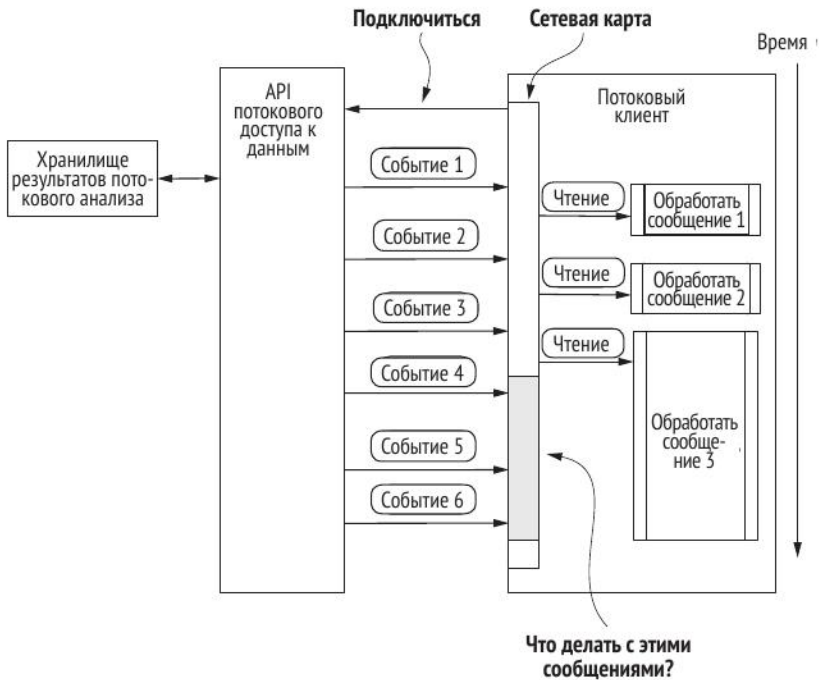 Подключиться
Сетевая карта
Время
API
потокового
доступа к
данным
Потоковый
клиент
Хранилище
результатов пото-
кового анализа
Событие 1
Чтение
Обработать
сообщение 1
Событие 2
Чтение
Обработать
сообщение 2
Событие 3
Чтение
Событие 4
Обработать
сообще-
ние 3
Событие 5
Событие 6
Что делать с этими
сообщениями?